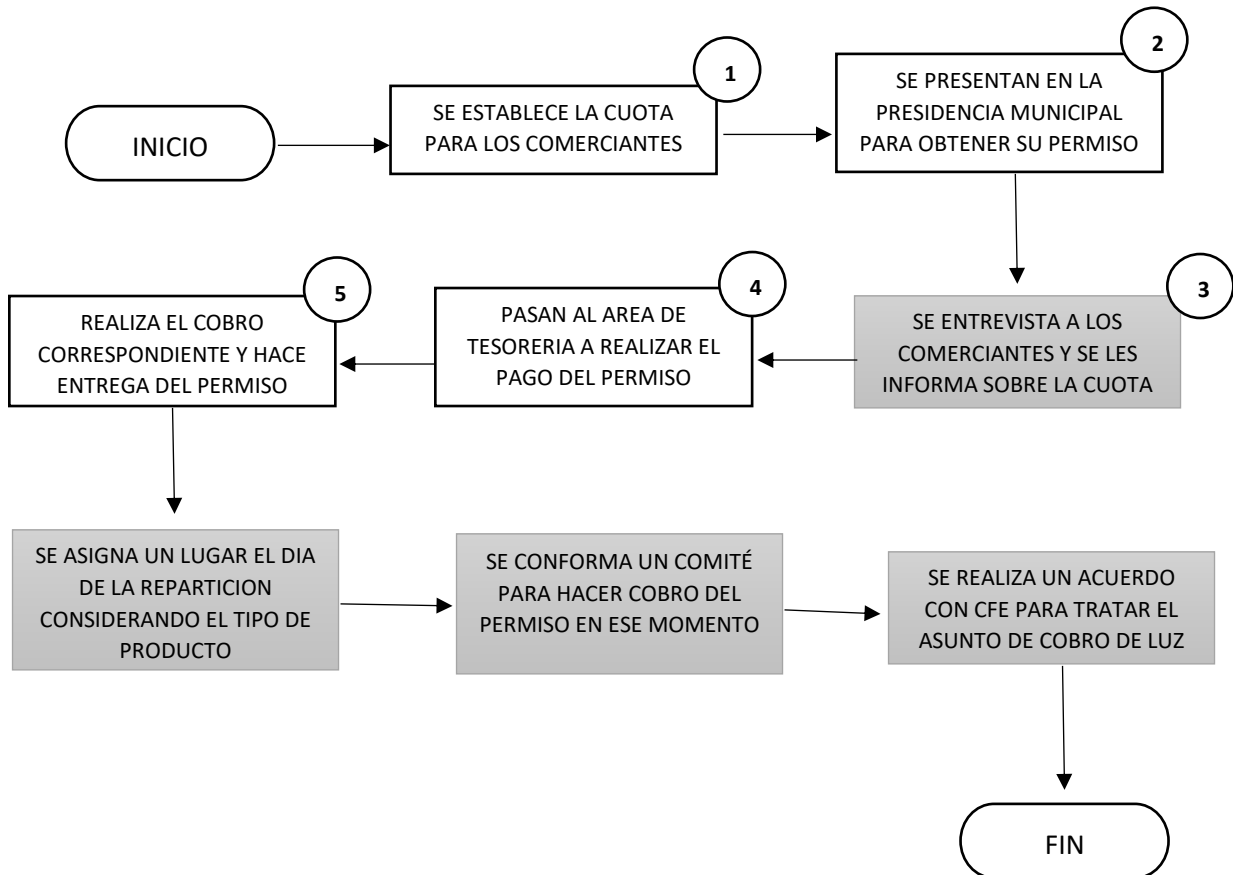 INICIO
1
SE ESTABLECE LA CUOTA
PARA LOS COMERCIANTES
2
SE PRESENTAN EN LA
PRESIDENCIA MUNICIPAL
PARA OBTENER SU PERMISO
3
SE ENTREVISTA A LOS
COMERCIANTES Y SE LES
INFORMA SOBRE LA CUOTA
4
PASAN AL AREA DE
TESORERIA A REALIZAR EL
PAGO DEL PERMISO
5
REALIZA EL COBRO
CORRESPONDIENTE Y HACE
ENTREGA DEL PERMISO
SE ASIGNA UN LUGAR EL DIA
DE LA REPARTICION
CONSIDERANDO EL TIPO DE
PRODUCTO
SE CONFORMA UN COMITÉ
PARA HACER COBRO DEL
PERMISO EN ESE MOMENTO
SE REALIZA UN ACUERDO
CON CFE PARA TRATAR EL
ASUNTO DE COBRO DE LUZ
FIN